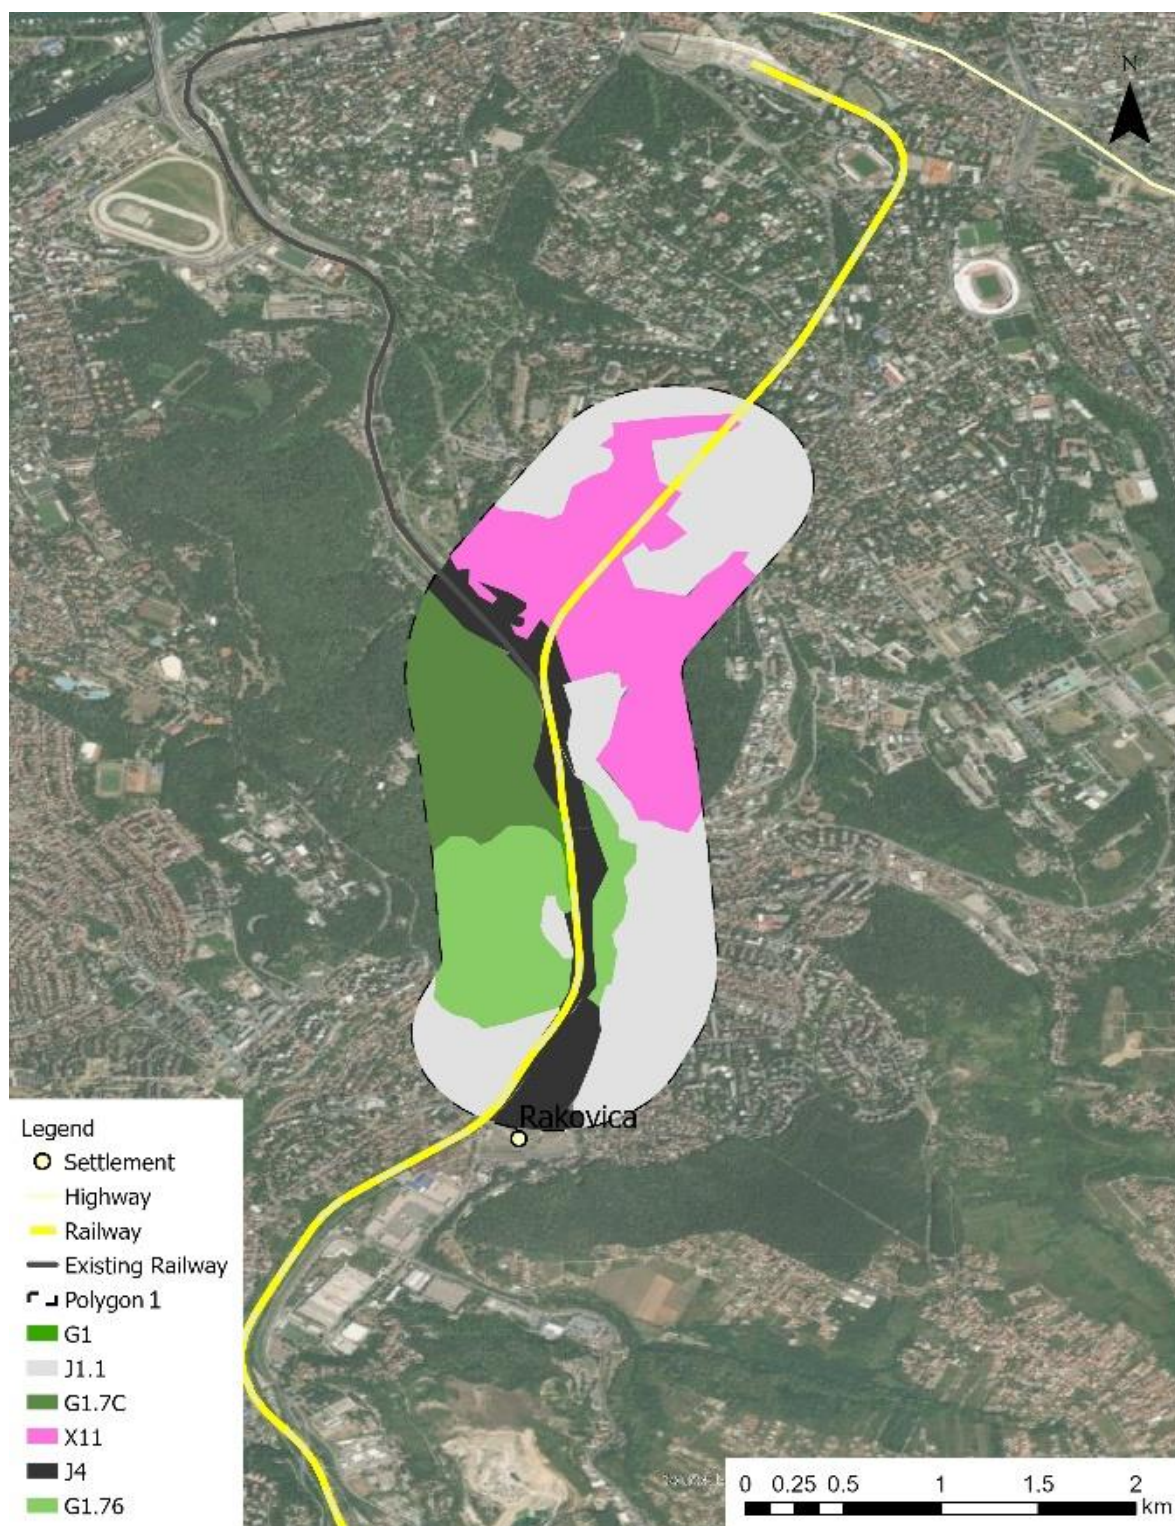 N
Rakovica
Legend
Settlement
Highway
Railway
Existing Railway
Polygon 1
G1
J1.1
G1.7C
X11
J4
G1.76
0 0.25 0.5 1 1.5 2
km